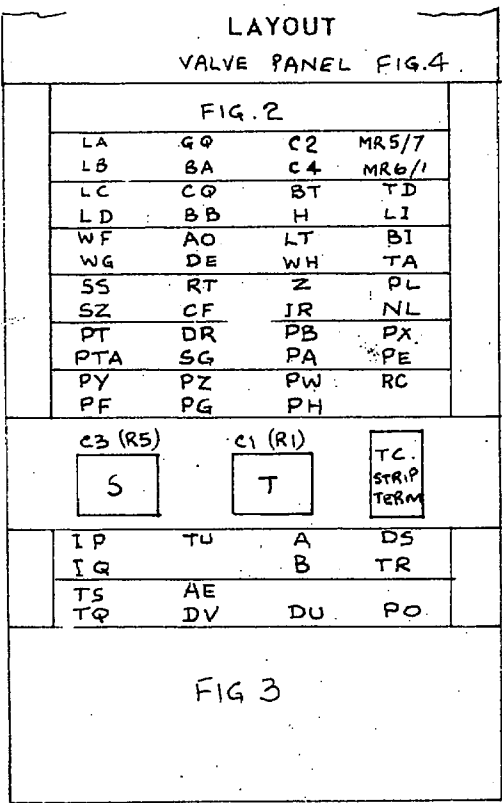 LAYOUT
VALVE PANEL FIG.4.
FIG.2
LA GQ C2 MR5/7
LB BA C4 MR6/1
LC CQ BT TD
LD BB H LI
WF AO LT BI
WG DE WH TA
SS RT Z PL
SZ CF IR NL
PT DR PB PX
PTA SG PA PE
PY PZ PW RC
PF PG PH
C3 (R5) C1 (R1)
S T TC.
STRIP
TERM
IP TU A DS
IQ B TR
TS AE
TQ DV DU PO
FIG 3